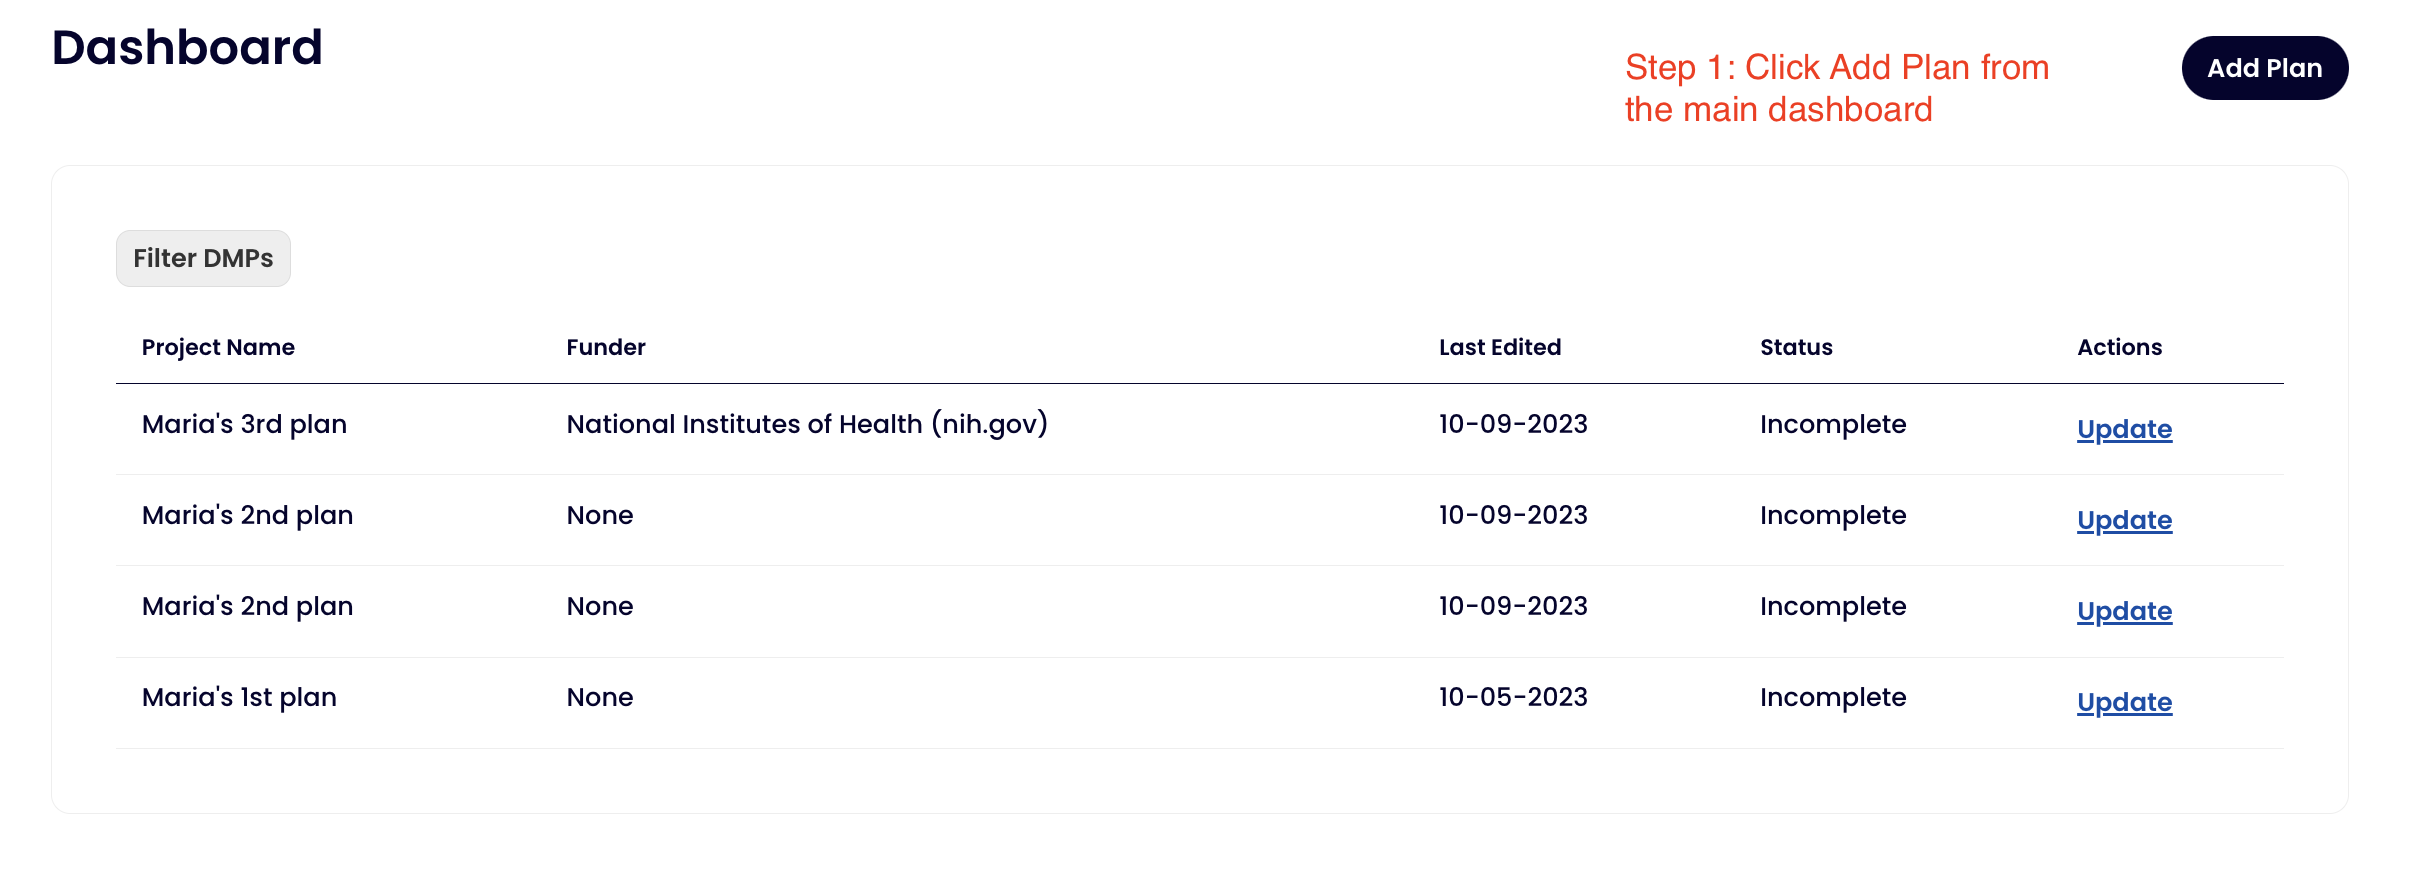 Dashboard
Step 1: Click Add Plan from
the main dashboard
Add Plan
Filter DMPs
Project Name Funder Last Edited Status Actions
Maria's 3rd plan National Institutes of Health (nih.gov) 10-09-2023 Incomplete Update
Maria's 2nd plan None 10-09-2023 Incomplete Update
Maria's 2nd plan None 10-09-2023 Incomplete Update
Maria's 1st plan None 10-05-2023 Incomplete Update